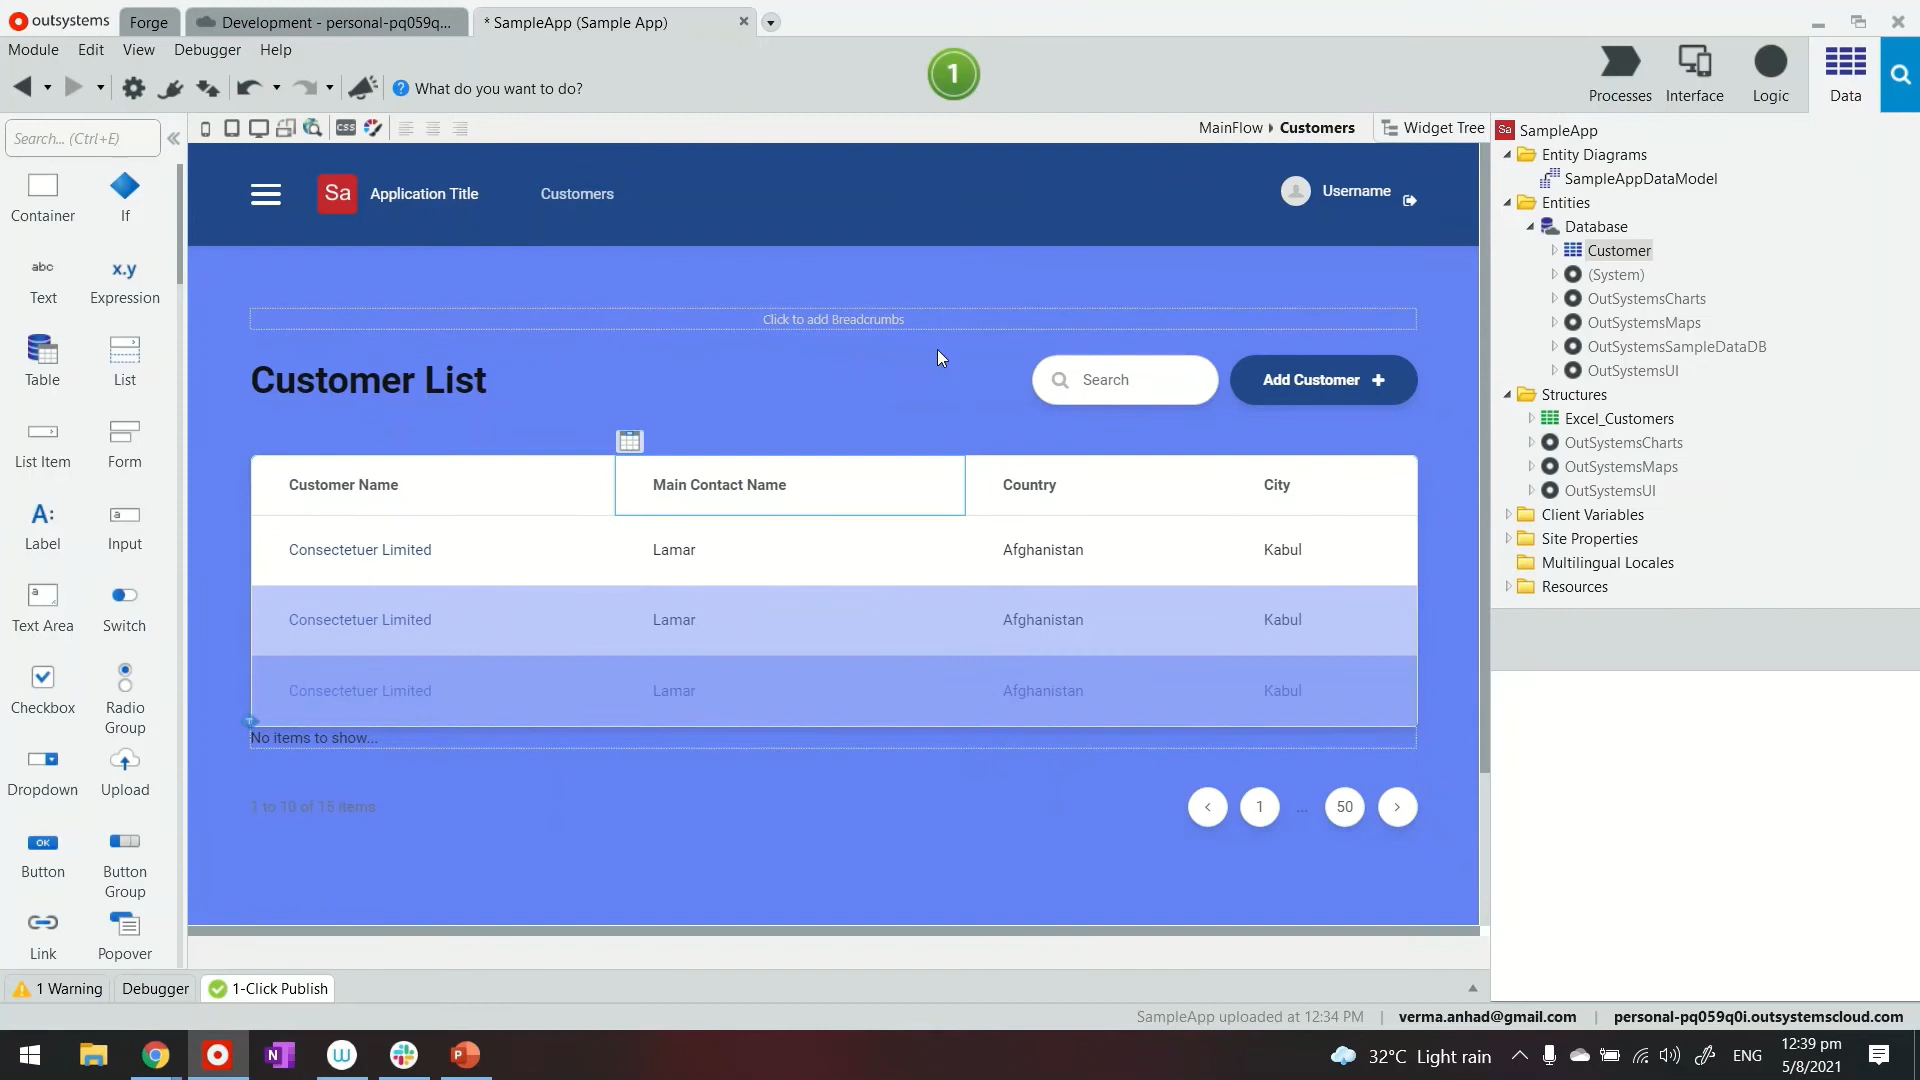 outsystems
Forge
Development - personal-pq059q...
* SampleApp (Sample App)
Module Edit View Debugger Help
What do you want to do?
1
Processes Interface Logic Data
Search... (Ctrl+E)
CSS
MainFlow Customers
Widget Tree
Container If
abc
Text
x.y
Expression
Table List
List Item Form
A:
Label
a
Input
a
Text Area Switch
Checkbox Radio Group
Dropdown Upload
OK
Button Button Group
Link Popover
Sa Application Title Customers Username
Click to add Breadcrumbs
Customer List
Search
Add Customer
Customer Name Main Contact Name Country City
Consectetuer Limited Lamar Afghanistan Kabul
Consectetuer Limited Lamar Afghanistan Kabul
Consectetuer Limited Lamar Afghanistan Kabul
No items to show...
1 to 10 of 15 items
< 1 ... 50 >
Sa SampleApp
Entity Diagrams
SampleAppDataModel
Entities
Database
Customer
(System)
OutSystemsCharts
OutSystemsMaps
OutSystemsSampleDataDB
OutSystemsUI
Structures
Excel_Customers
OutSystemsCharts
OutSystemsMaps
OutSystemsUI
Client Variables
Site Properties
Multilingual Locales
Resources
1 Warning Debugger 1-Click Publish
SampleApp uploaded at 12:34 PM | verma.anhad@gmail.com | personal-pq059q0i.outsystemscloud.com
32°C Light rain ENG 12:39 pm
5/8/2021